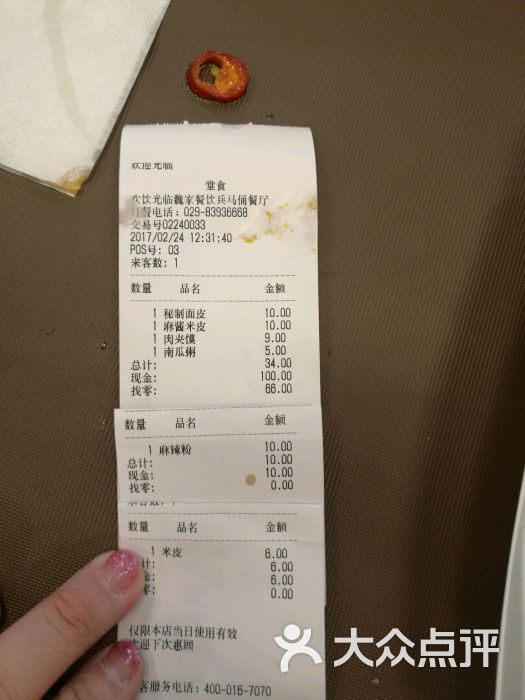 欢迎光临
堂食
欢饮光临魏家餐饮兵马俑餐厅
订餐电话：029-83936668
交易号02240033
2017/02/24 12:31:40
POS号: 03
来客数: 1
数量 品名 金额
1 秘制面皮 10.00
1 麻酱米皮 10.00
1 肉夹馍 9.00
1 南瓜粥 5.00
总计: 34.00
现金: 100.00
找零: 66.00
数量 品名 金额
1 麻辣粉 10.00
总计: 10.00
现金: 10.00
找零: 0.00
来客数: 1
数量 品名 金额
1 米皮 6.00
计: 6.00
金: 6.00
0.00
仅限本店当日使用有效
欢迎下次惠顾
客服务电话: 400-016-7070
大众点评